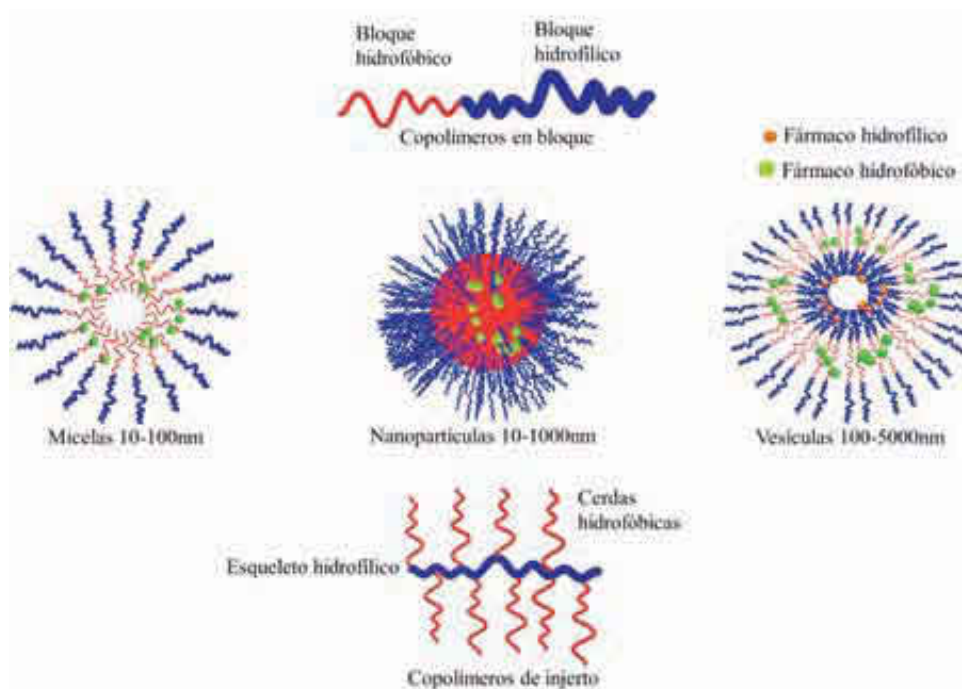 Bloque
hidrofóbico
Bloque
hidrofílico
Copolímeros en bloque
Fármaco hidrofílico
Fármaco hidrofóbico
Micelas 10-100nm
Nanopartículas 10-1000nm
Vesículas 100-5000nm
Cerdas
hidrofóbicas
Esqueleto hidrofílico
Copolímeros de injerto